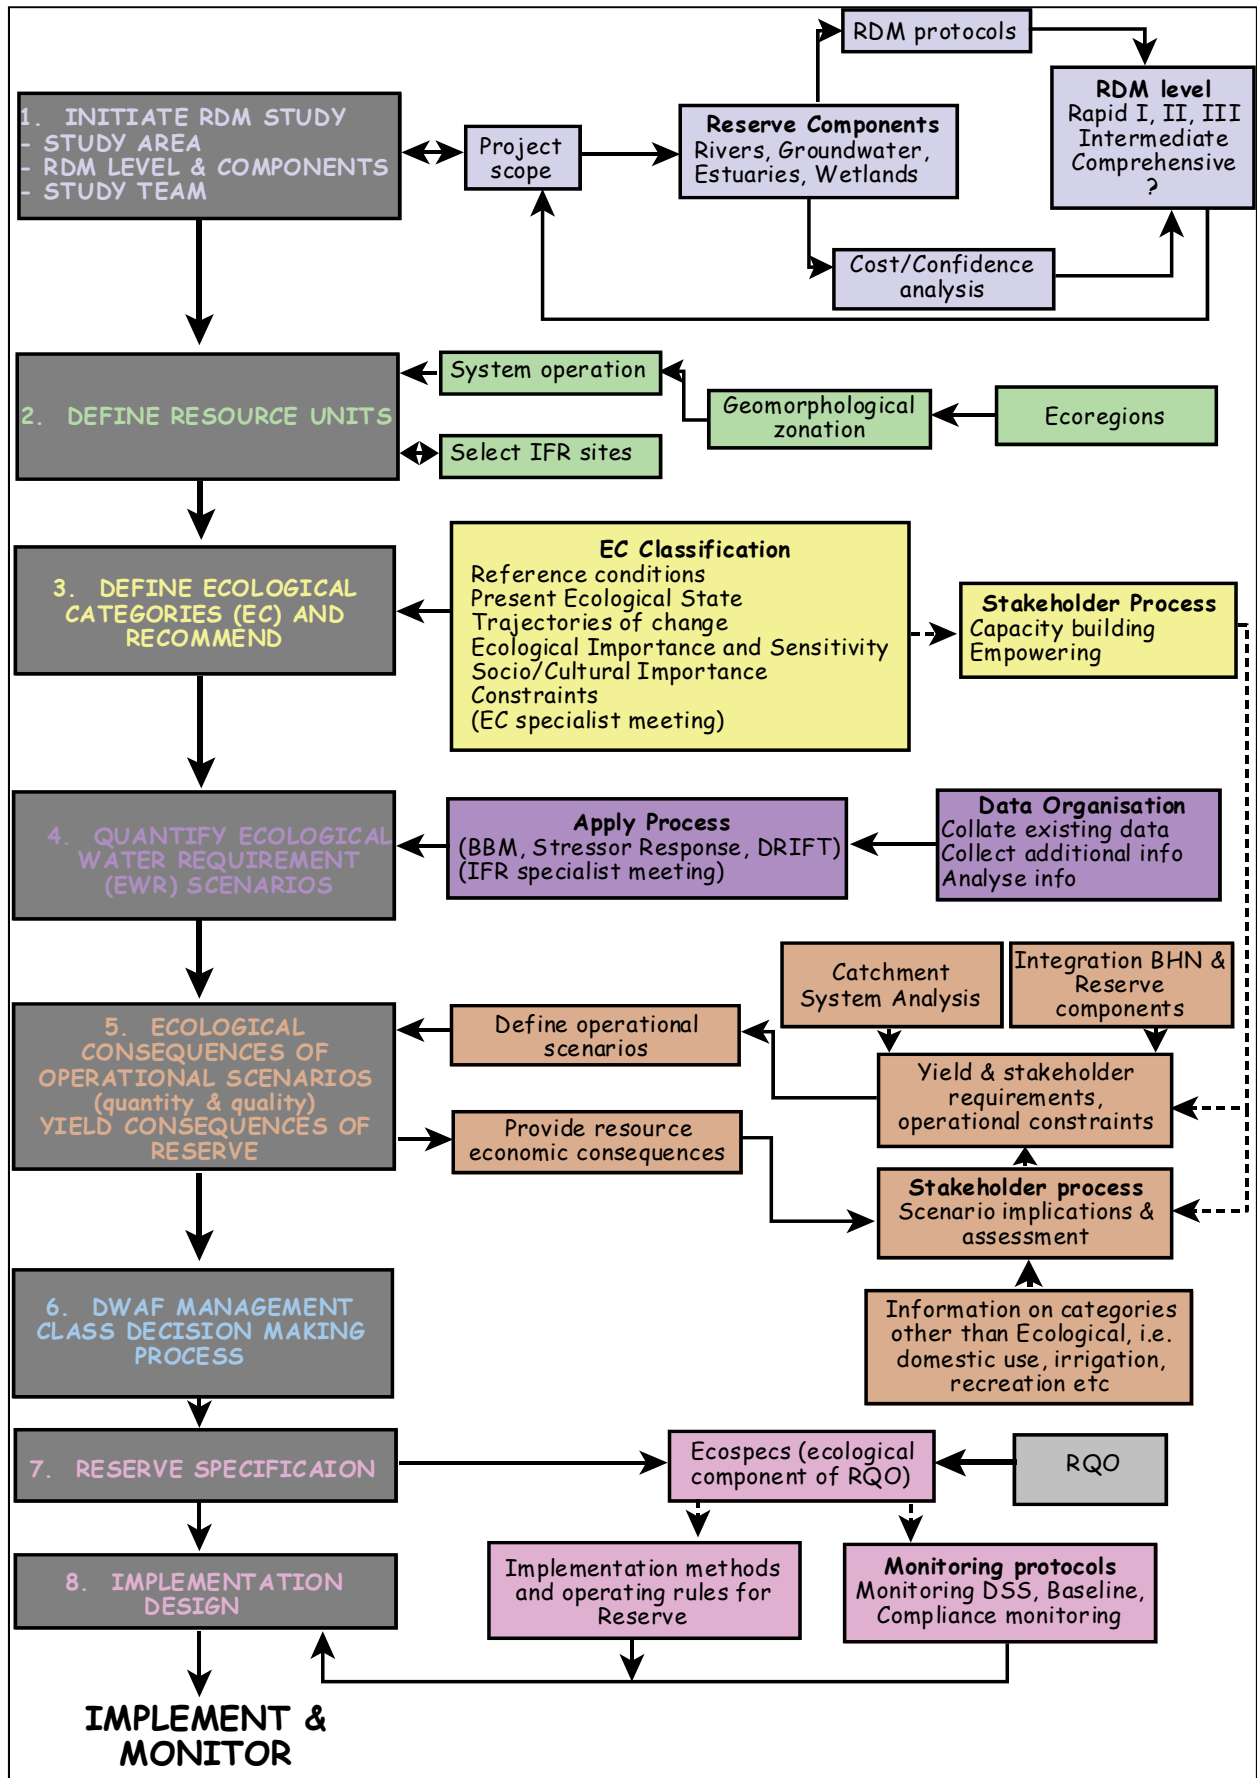 1. INITIATE RDM STUDY
- STUDY AREA
- RDM LEVEL & COMPONENTS
- STUDY TEAM
Project
scope
Reserve Components
Rivers, Groundwater,
Estuaries, Wetlands
RDM protocols
RDM level
Rapid I, II, III
Intermediate
Comprehensive
?
Cost/Confidence
analysis
2. DEFINE RESOURCE UNITS
System operation
Select IFR sites
Geomorphological
zonation
Ecoregions
3. DEFINE ECOLOGICAL
CATEGORIES (EC) AND
RECOMMEND
EC Classification
Reference conditions
Present Ecological State
Trajectories of change
Ecological Importance and Sensitivity
Socio/Cultural Importance
Constraints
(EC specialist meeting)
Stakeholder Process
Capacity building
Empowering
4. QUANTIFY ECOLOGICAL
WATER REQUIREMENT
(EWR) SCENARIOS
Apply Process
(BBM, Stressor Response, DRIFT)
(IFR specialist meeting)
Data Organisation
Collate existing data
Collect additional info
Analyse info
5. ECOLOGICAL
CONSEQUENCES OF
OPERATIONAL SCENARIOS
(quantity & quality)
YIELD CONSEQUENCES OF
RESERVE
Define operational
scenarios
Provide resource
economic consequences
Catchment
System Analysis
Integration BHN &
Reserve
components
Yield & stakeholder
requirements,
operational constraints
Stakeholder process
Scenario implications &
assessment
Information on categories
other than Ecological, i.e.
domestic use, irrigation,
recreation etc
6. DWAF MANAGEMENT
CLASS DECISION MAKING
PROCESS
7. RESERVE SPECIFICAION
Ecospecs (ecological
component of RQO)
RQO
8. IMPLEMENTATION
DESIGN
Implementation methods
and operating rules for
Reserve
Monitoring protocols
Monitoring DSS, Baseline,
Compliance monitoring
IMPLEMENT &
MONITOR